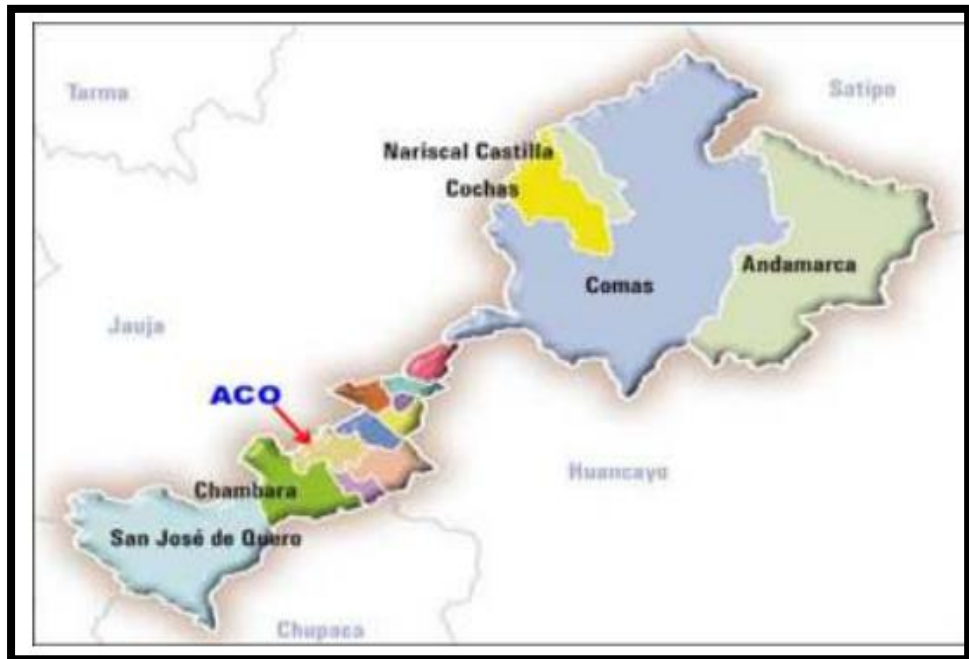 Tarma
Satipo
Nariscal Castilla
Cochas
Andamarca
Comas
Jauja
ACO
Huancayo
Chambara
San José de Quero
Chupaca